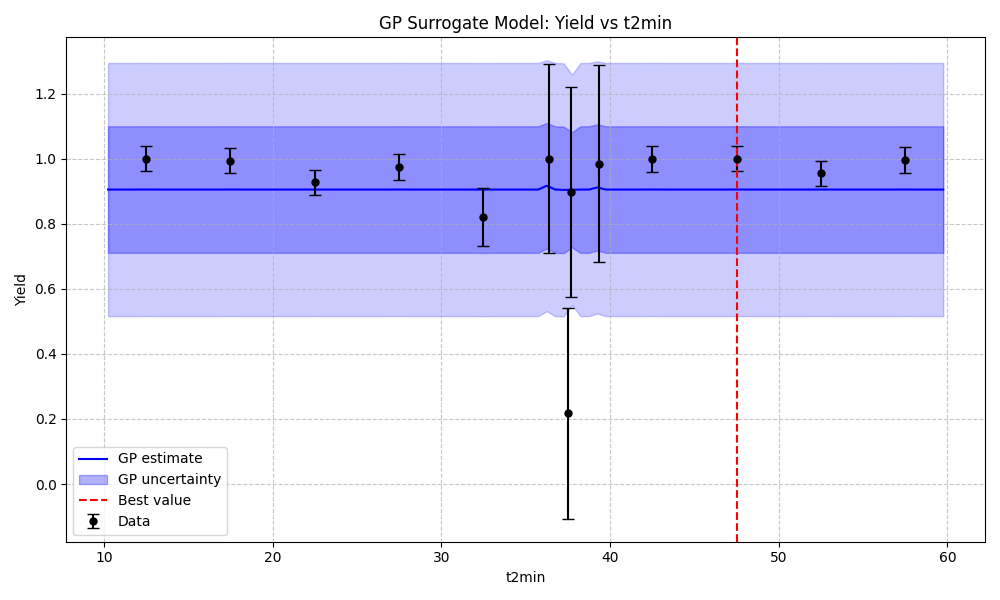 GP Surrogate Model: Yield vs t2min
Yield
1.2
1.0
0.8
0.6
0.4
0.2
0.0
GP estimate
GP uncertainty
Best value
Data
10
20
30
40
50
60
t2min